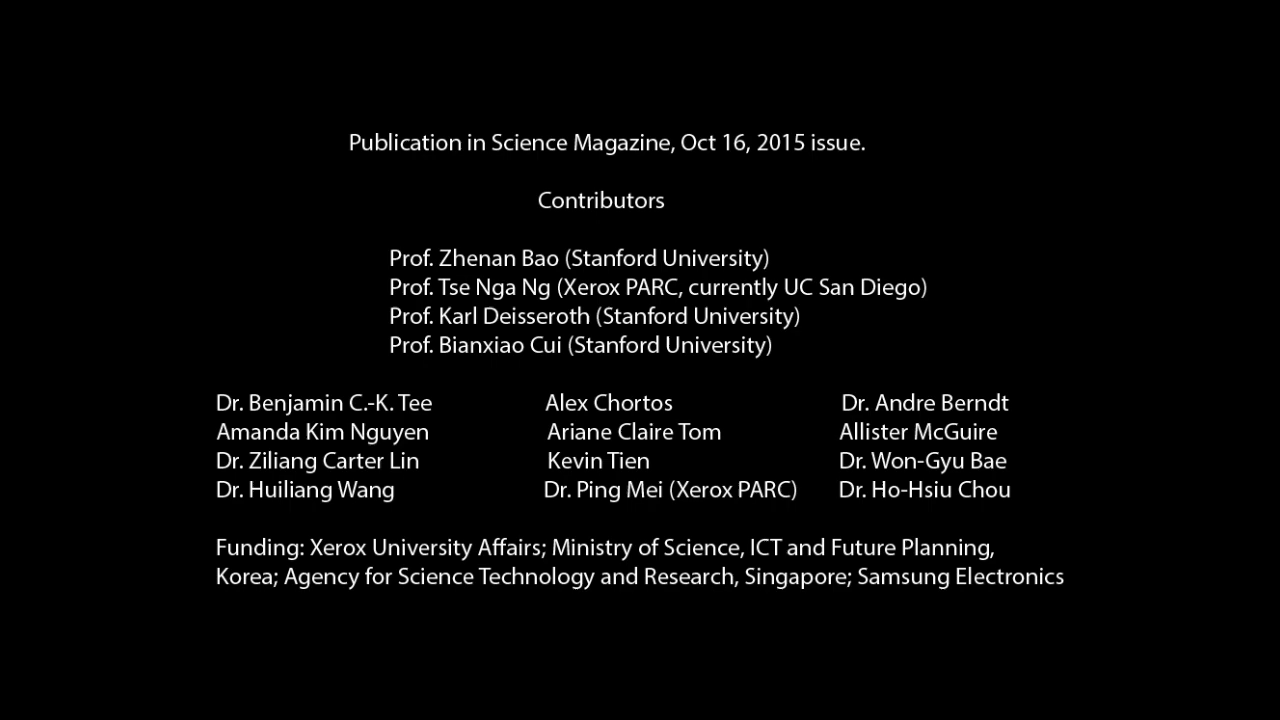 Publication in Science Magazine, Oct 16, 2015 issue.
Contributors
Prof. Zhenan Bao (Stanford University)
Prof. Tse Nga Ng (Xerox PARC, currently UC San Diego)
Prof. Karl Deisseroth (Stanford University)
Prof. Bianxiao Cui (Stanford University)
Dr. Benjamin C.-K. Tee Alex Chortos Dr. Andre Berndt
Amanda Kim Nguyen Ariane Claire Tom Allister McGuire
Dr. Ziliang Carter Lin Kevin Tien Dr. Won-Gyu Bae
Dr. Huiliang Wang Dr. Ping Mei (Xerox PARC) Dr. Ho-Hsiu Chou
Funding: Xerox University Affairs; Ministry of Science, ICT and Future Planning,
Korea; Agency for Science Technology and Research, Singapore; Samsung Electronics